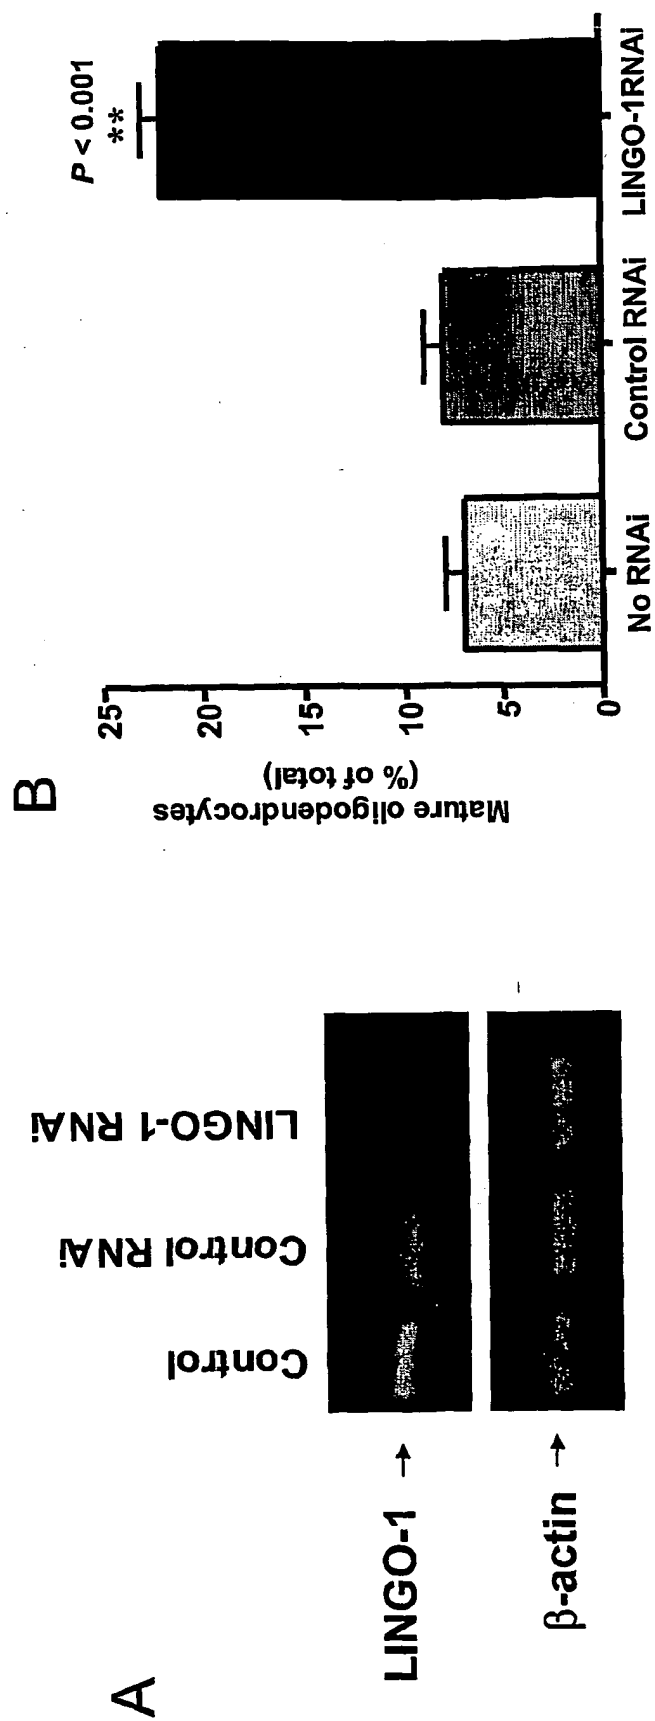 A
Control
Control RNAi
LINGO-1 RNAi
LINGO-1 →
β-actin →
B
Mature oligodendrocytes
(% of total)
25
20
15
10
5
0
P < 0.001
**
No RNAi
Control RNAi
LINGO-1RNAi